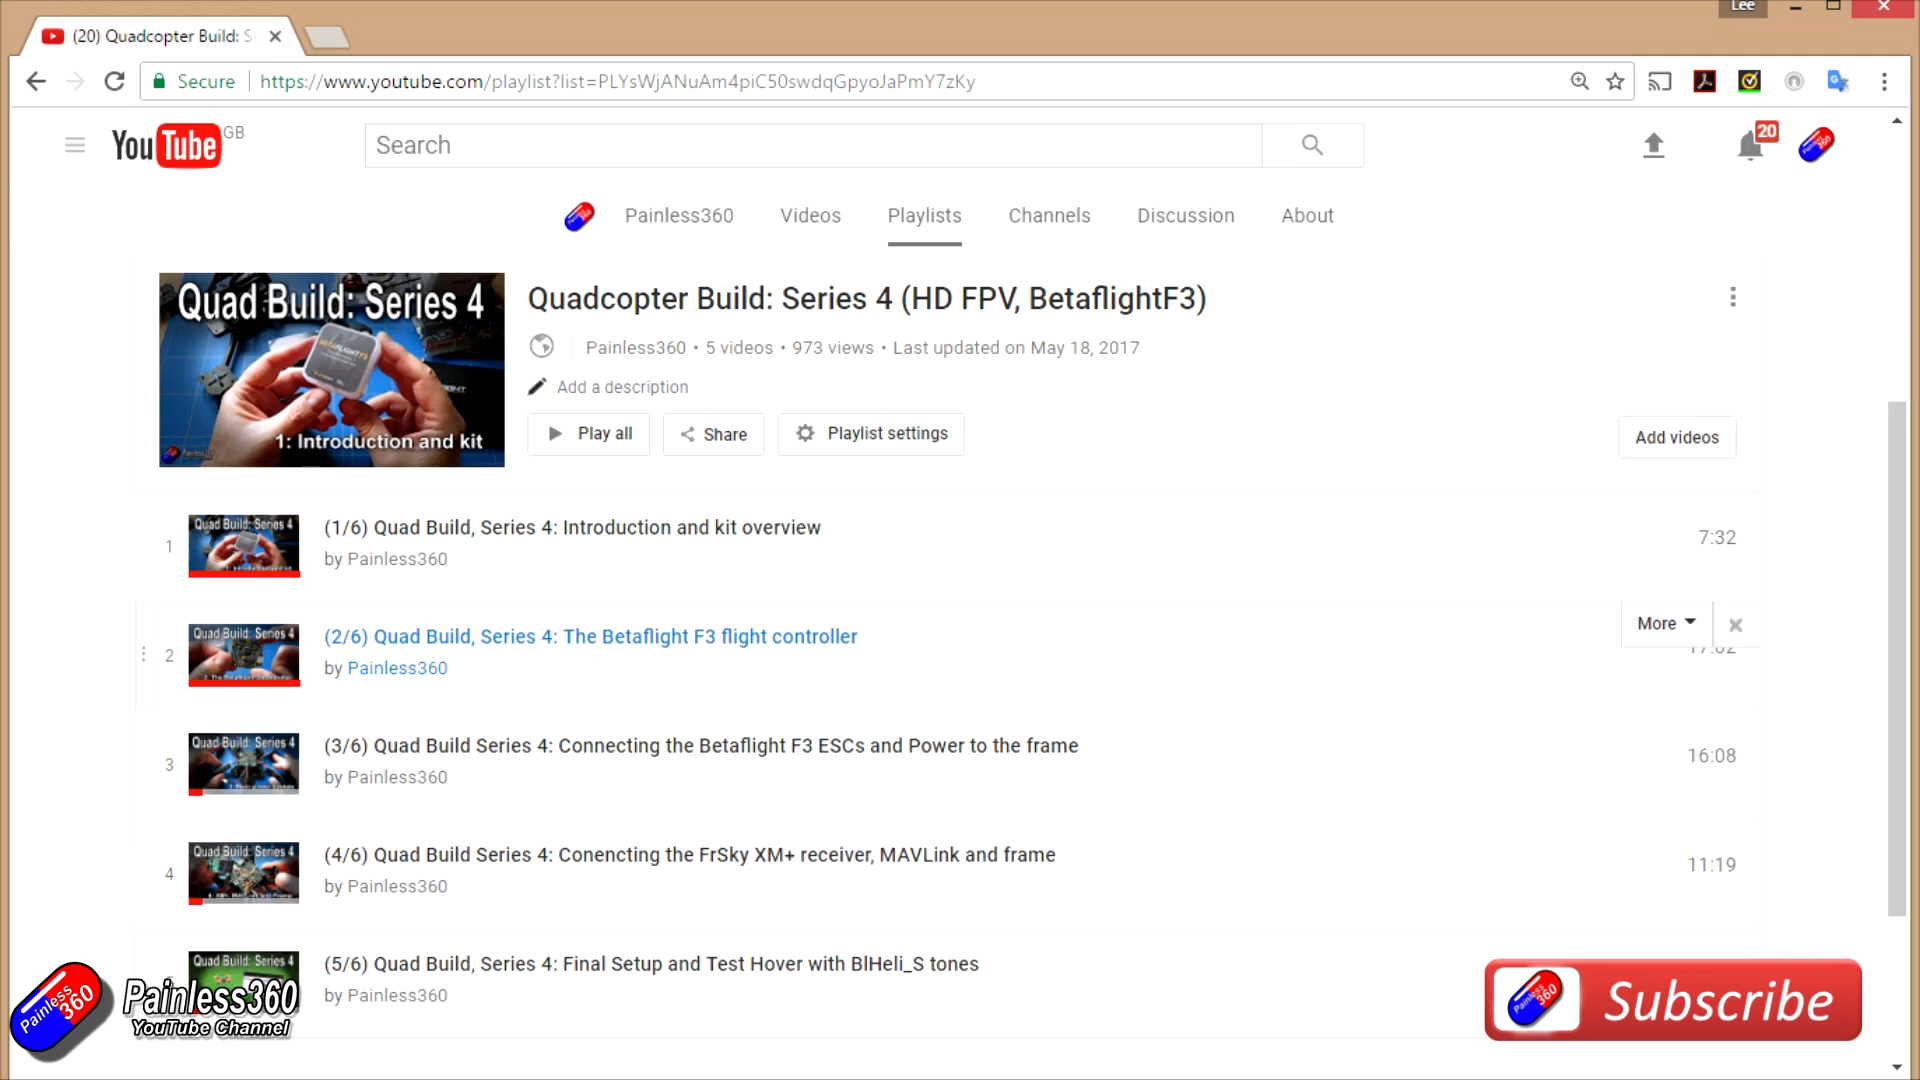 Lee
(20) Quadcopter Build: S
Secure
https://www.youtube.com/playlist?list=PLYsWjANuAm4piC50swdqGpyoJaPmY7zKy
YouTube GB
Search
20
Painless360 Videos Playlists Channels Discussion About
Quad Build: Series 4
1: Introduction and kit
Quadcopter Build: Series 4 (HD FPV, BetaflightF3)
Painless360 • 5 videos • 973 views • Last updated on May 18, 2017
Add a description
Play all
Share
Playlist settings
Add videos
1
Quad Build: Series 4
(1/6) Quad Build, Series 4: Introduction and kit overview
by Painless360
7:32
2
Quad Build: Series 4
(2/6) Quad Build, Series 4: The Betaflight F3 flight controller
by Painless360
More
17:02
3
Quad Build: Series 4
(3/6) Quad Build Series 4: Connecting the Betaflight F3 ESCs and Power to the frame
by Painless360
16:08
4
Quad Build: Series 4
(4/6) Quad Build Series 4: Conencting the FrSky XM+ receiver, MAVLink and frame
by Painless360
11:19
Quad Build: Series 4
(5/6) Quad Build, Series 4: Final Setup and Test Hover with BlHeli_S tones
by Painless360
Painless 360
Painless360
YouTube Channel
Painless 360
Subscribe